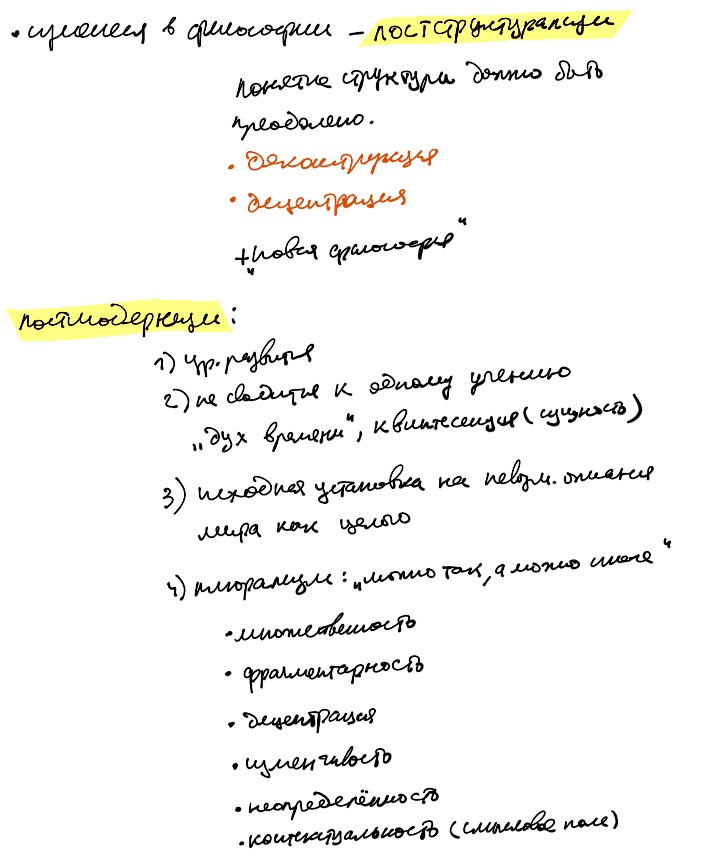 • изменения в философии – постструктурализм
понятие структуры должно быть
преодолено.
• деконструкция
• децентрация
+ „новая философия"
постмодернизм:
1) ур. развития
2) не сводится к одному учению
„дух времени", квинтесенция (сущность)
3) исходная установка на невозм. описания
мира как целого
4) плюрализм: „можно так, а можно иначе"
• множественность
• фрагментарность
• децентрация
• изменчивость
• неопределённость
• контекстуальность (смысловое поле)